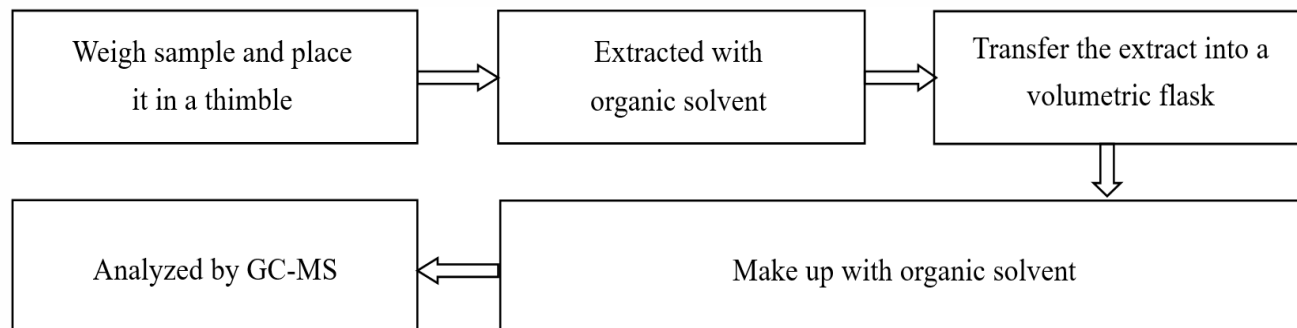 Weigh sample and place
it in a thimble
Extracted with
organic solvent
Transfer the extract into a
volumetric flask
Make up with organic solvent
Analyzed by GC-MS